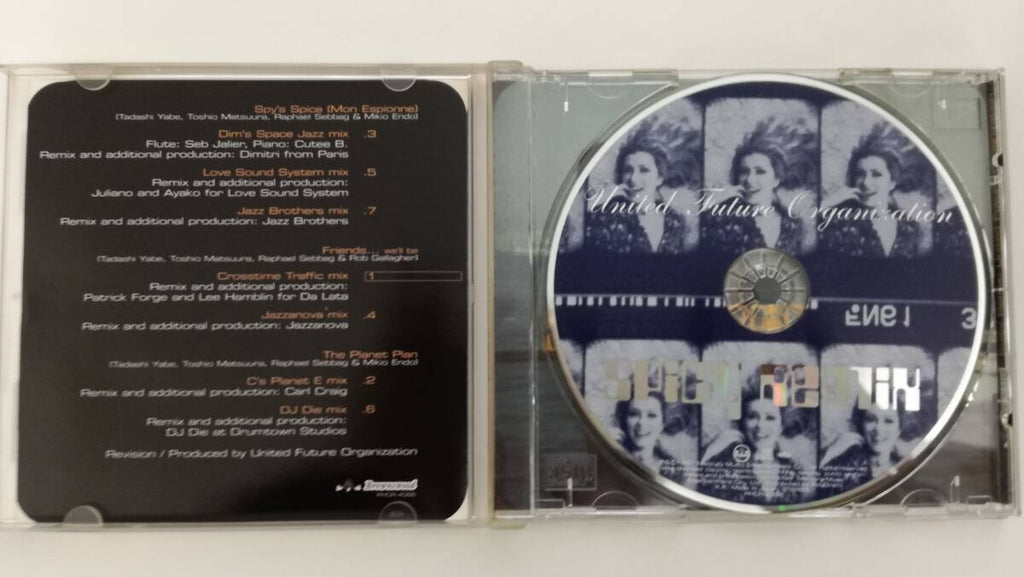 Spy's Spice (Mon Espionne)
(Tadashi Yabe, Toshio Matsuura, Raphael Sebbag & Mikio Endo)
Dim's Space Jazz mix .3
Flute: Seb Jalier, Piano: Cutee B.
Remix and additional production: Dimitri from Paris
Love Sound System mix .5
Remix and additional production:
Juliano and Ayako for Love Sound System
Jazz Brothers mix .7
Remix and additional production: Jazz Brothers
Friends... we'll be
(Tadashi Yabe, Toshio Matsuura, Raphael Sebbag & Rob Gallagher)
Crosstime Traffic mix 1
Remix and additional production:
Patrick Forge and Lee Hamblin for Da Lata
Jazzanova mix .4
Remix and additional production: Jazzanova
The Planet Plan
(Tadashi Yabe, Toshio Matsuura, Raphael Sebbag & Mikio Endo)
C's Planet E mix .2
Remix and additional production: Carl Craig
DJ Die mix .6
Remix and additional production:
DJ Die at Drumtown Studios
Revision / Produced by United Future Organization
Brownswood
United Future Organization
3
Remix